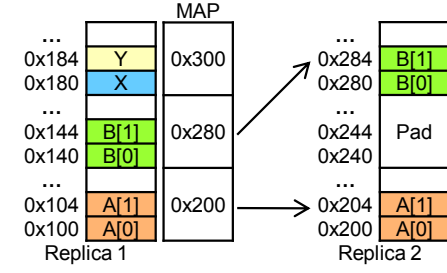 MAP
...
0x184 Y 0x300 0x284 B[1]
0x180 X 0x280 B[0]
... ...
0x144 B[1] 0x280 0x244 Pad
0x140 B[0] 0x240
... ...
0x104 A[1] 0x200 0x204 A[1]
0x100 A[0] 0x200 A[0]
Replica 1 Replica 2